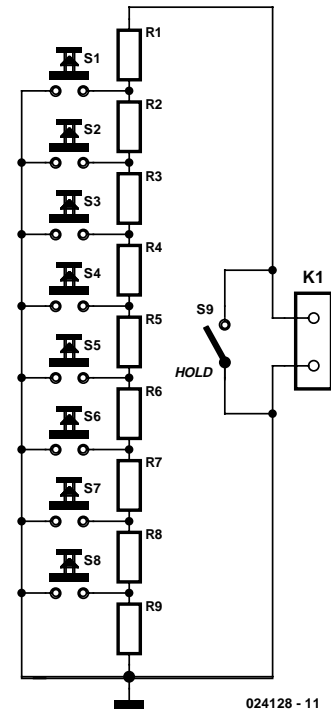 R1
S1
R2
S2
R3
S3
R4
S4
K1
S9
R5
S5
HOLD
R6
S6
R7
S7
R8
S8
R9
024128 - 11